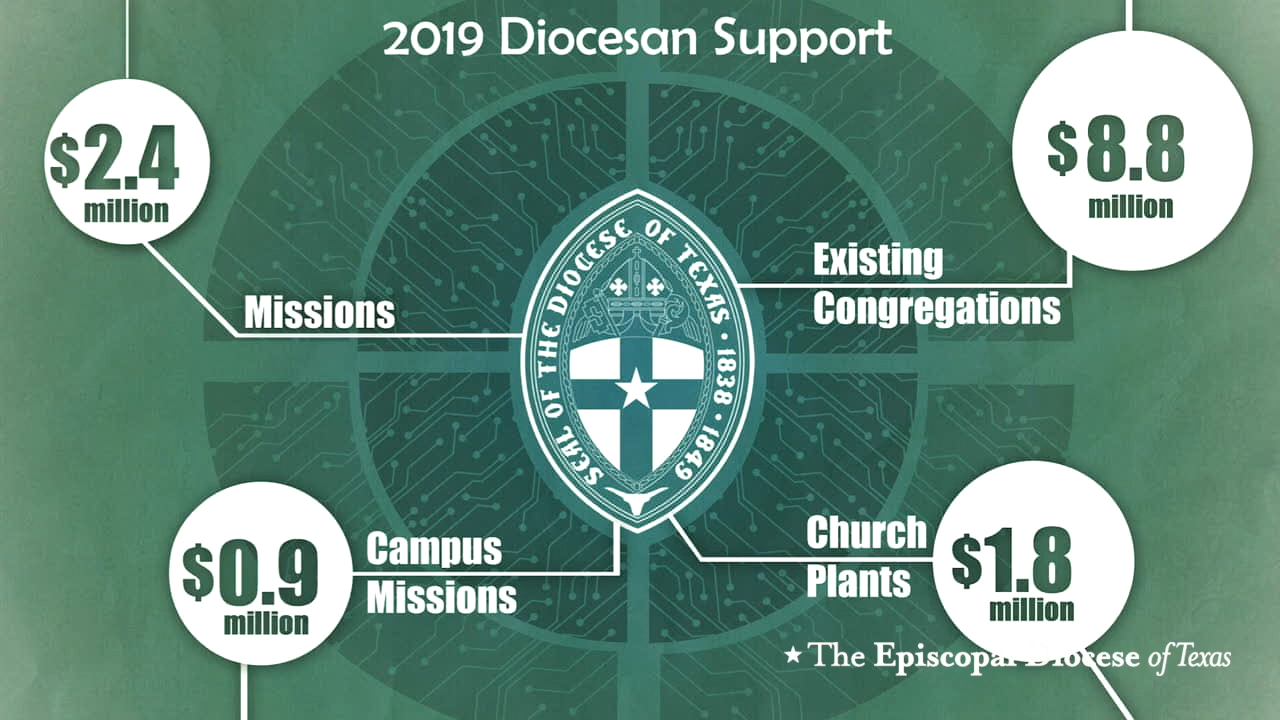 2019 Diocesan Support
$2.4
million
Missions
$8.8
million
Existing
Congregations
SEAL OF THE DIOCESE OF TEXAS · 1838 · 1849
$0.9
million
Campus
Missions
Church
Plants
$1.8
million
The Episcopal Diocese of Texas